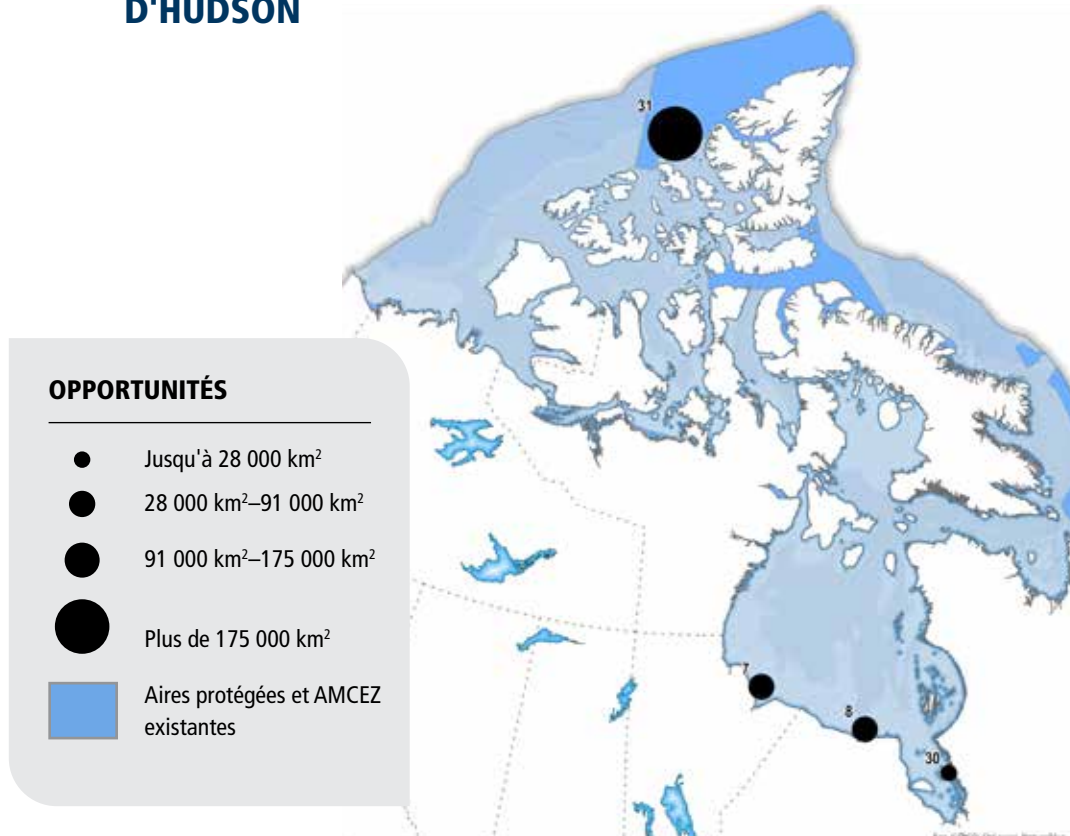 D'HUDSON
31
OPPORTUNITÉS
Jusqu'à 28 000 km²
28 000 km²–91 000 km²
91 000 km²–175 000 km²
Plus de 175 000 km²
Aires protégées et AMCEZ
existantes
7
8
30